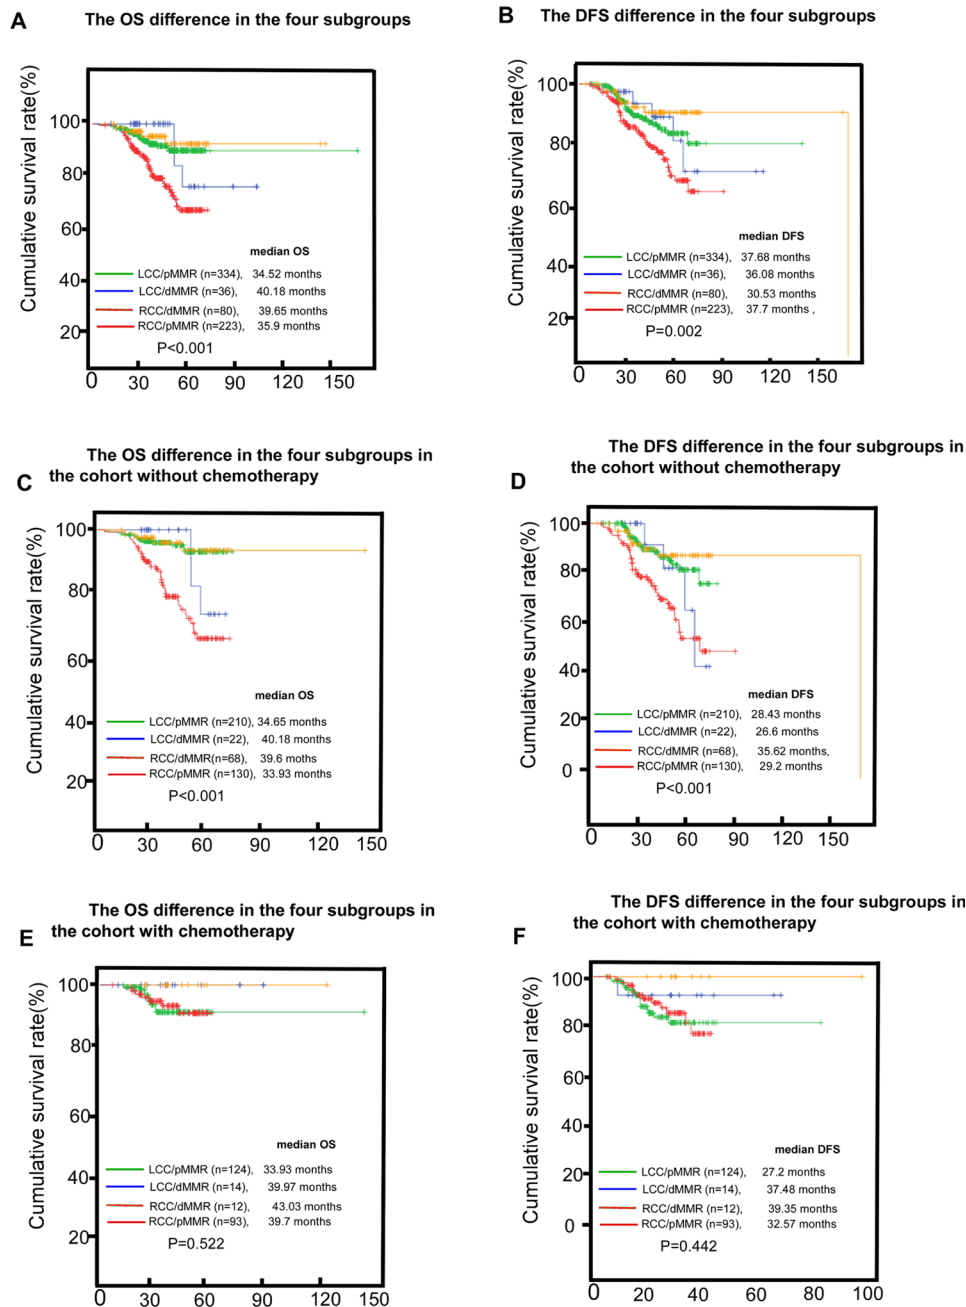 A
The OS difference in the four subgroups
Cumulative survival rate(%)
100
80
60
40
20
median OS
LCC/pMMR (n=334), 34.52 months
LCC/dMMR (n=36), 40.18 months
RCC/dMMR (n=80), 39.65 months
RCC/pMMR (n=223), 35.9 months
P<0.001
0 30 60 90 120 150
B
The DFS difference in the four subgroups
Cumulative survival rate(%)
100
80
60
40
20
median DFS
LCC/pMMR (n=334), 37.68 months
LCC/dMMR (n=36), 36.08 months
RCC/dMMR (n=80), 30.53 months
RCC/pMMR (n=223), 37.7 months ,
P=0.002
0 30 60 90 120 150
C
The OS difference in the four subgroups in
the cohort without chemotherapy
Cumulative survival rate(%)
100
80
60
40
20
median OS
LCC/pMMR (n=210), 34.65 months
LCC/dMMR (n=22), 40.18 months
RCC/dMMR(n=68), 39.6 moths
RCC/pMMR (n=130), 33.93 months
P<0.001
0 30 60 90 120 150
D
The DFS difference in the four subgroups in
the cohort without chemotherapy
Cumulative survival rate(%)
100
80
60
40
20
0
median DFS
LCC/pMMR (n=210), 28.43 months
LCC/dMMR (n=22), 26.6 months
RCC/dMMR (n=68), 35.62 months,
RCC/pMMR (n=130), 29.2 months
P<0.001
0 30 60 90 120 150
E
The OS difference in the four subgroups in
the cohort with chemotherapy
Cumulative survival rate(%)
100
80
60
40
20
median OS
LCC/pMMR (n=124), 33.93 months
LCC/dMMR (n=14), 39.97 months
RCC/dMMR (n=12), 43.03 months
RCC/pMMR (n=93), 39.7 months
P=0.522
0 30 60 90 120 150
F
The DFS difference in the four subgroups in
the cohort with chemotherapy
Cumulative survival rate(%)
100
80
60
40
20
0
median DFS
LCC/pMMR (n=124), 27.2 months
LCC/dMMR (n=14), 37.48 months
RCC/dMMR (n=12), 39.35 months
RCC/pMMR (n=93), 32.57 months
P=0.442
0 20 40 60 80 100